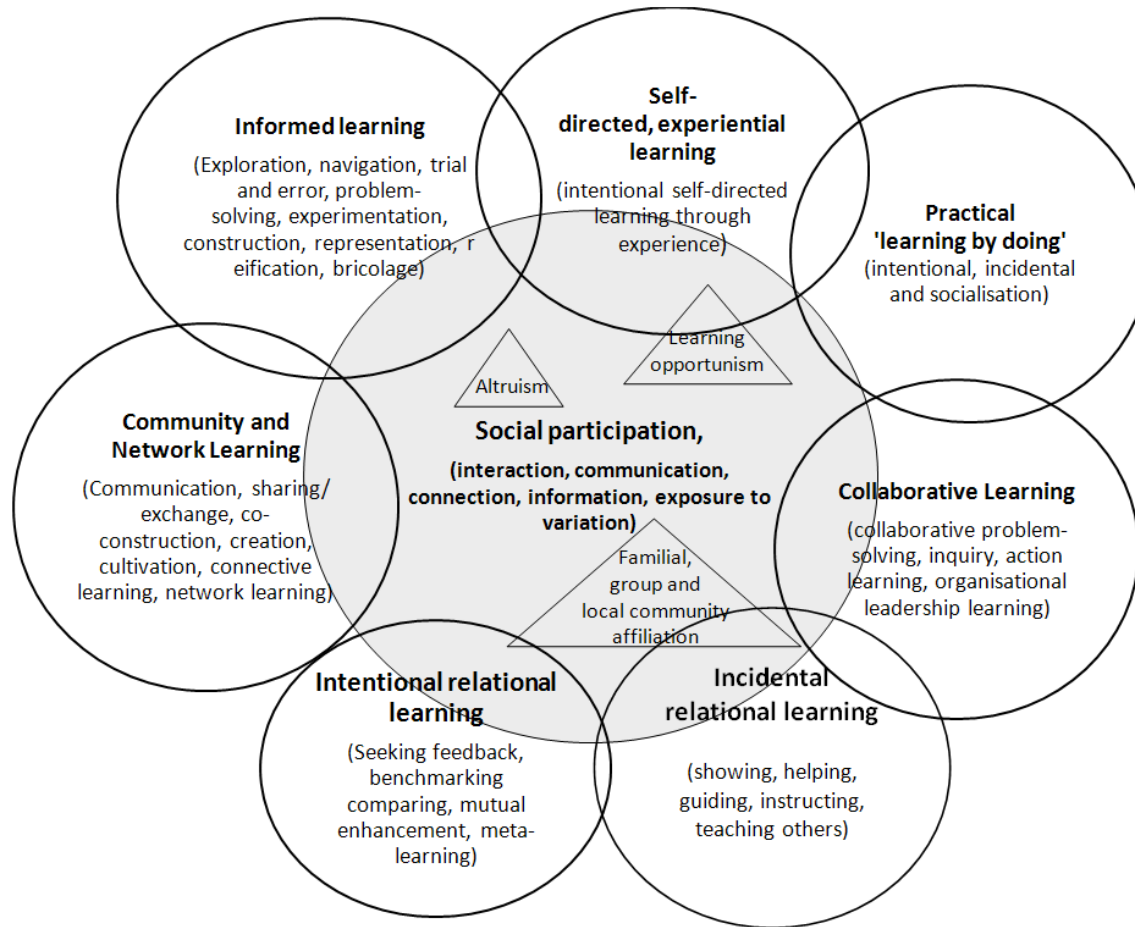 Informed learning
(Exploration, navigation, trial
and error, problem-
solving, experimentation,
construction, representation, r
eification, bricolage)
Self-
directed, experiential
learning
(intentional self-directed
learning through
experience)
Practical
'learning by doing'
(intentional, incidental
and socialisation)
Altruism
Learning
opportunism
Community and
Network Learning
(Communication, sharing/
exchange, co-
construction, creation,
cultivation, connective
learning, network learning)
Social participation,
(interaction, communication,
connection, information, exposure to
variation)
Collaborative Learning
(collaborative problem-
solving, inquiry, action
learning, organisational
leadership learning)
Familial,
group and
local community
affiliation
Intentional relational
learning
(Seeking feedback,
benchmarking
comparing, mutual
enhancement, meta-
learning)
Incidental
relational learning
(showing, helping,
guiding, instructing,
teaching others)